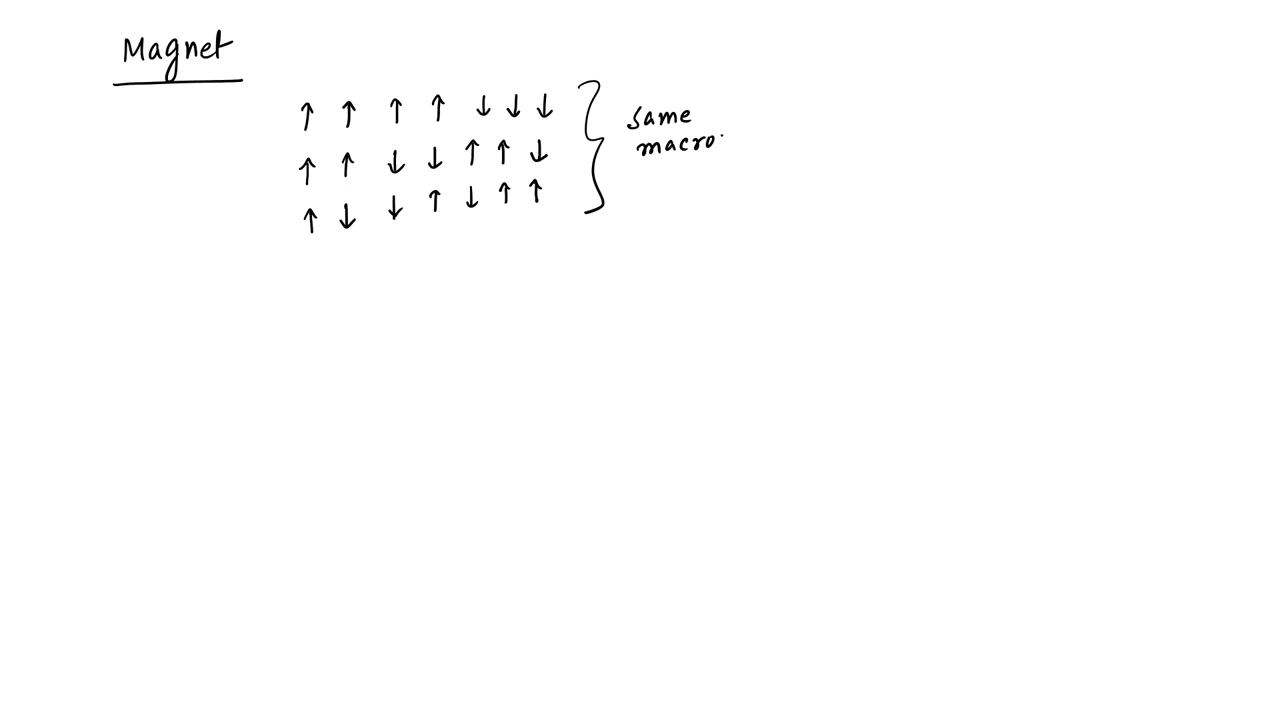 Magnet
↑ ↑ ↑ ↑ ↓ ↓ ↓
↑ ↑ ↓ ↓ ↑ ↑ ↓
↑ ↓ ↓ ↑ ↓ ↑ ↑
same
macro.